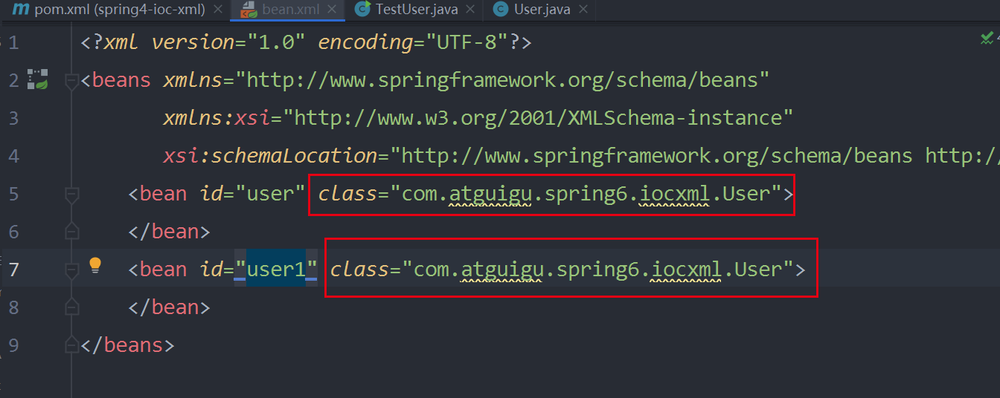 pom.xml (spring4-ioc-xml) bean.xml TestUser.java User.java
1 <?xml version="1.0" encoding="UTF-8"?>
2 <beans xmlns="http://www.springframework.org/schema/beans"
3 xmlns:xsi="http://www.w3.org/2001/XMLSchema-instance"
4 xsi:schemaLocation="http://www.springframework.org/schema/beans http://
5 <bean id="user" class="com.atguigu.spring6.iocxml.User">
6 </bean>
7 <bean id="user1" class="com.atguigu.spring6.iocxml.User">
8 </bean>
9 </beans>